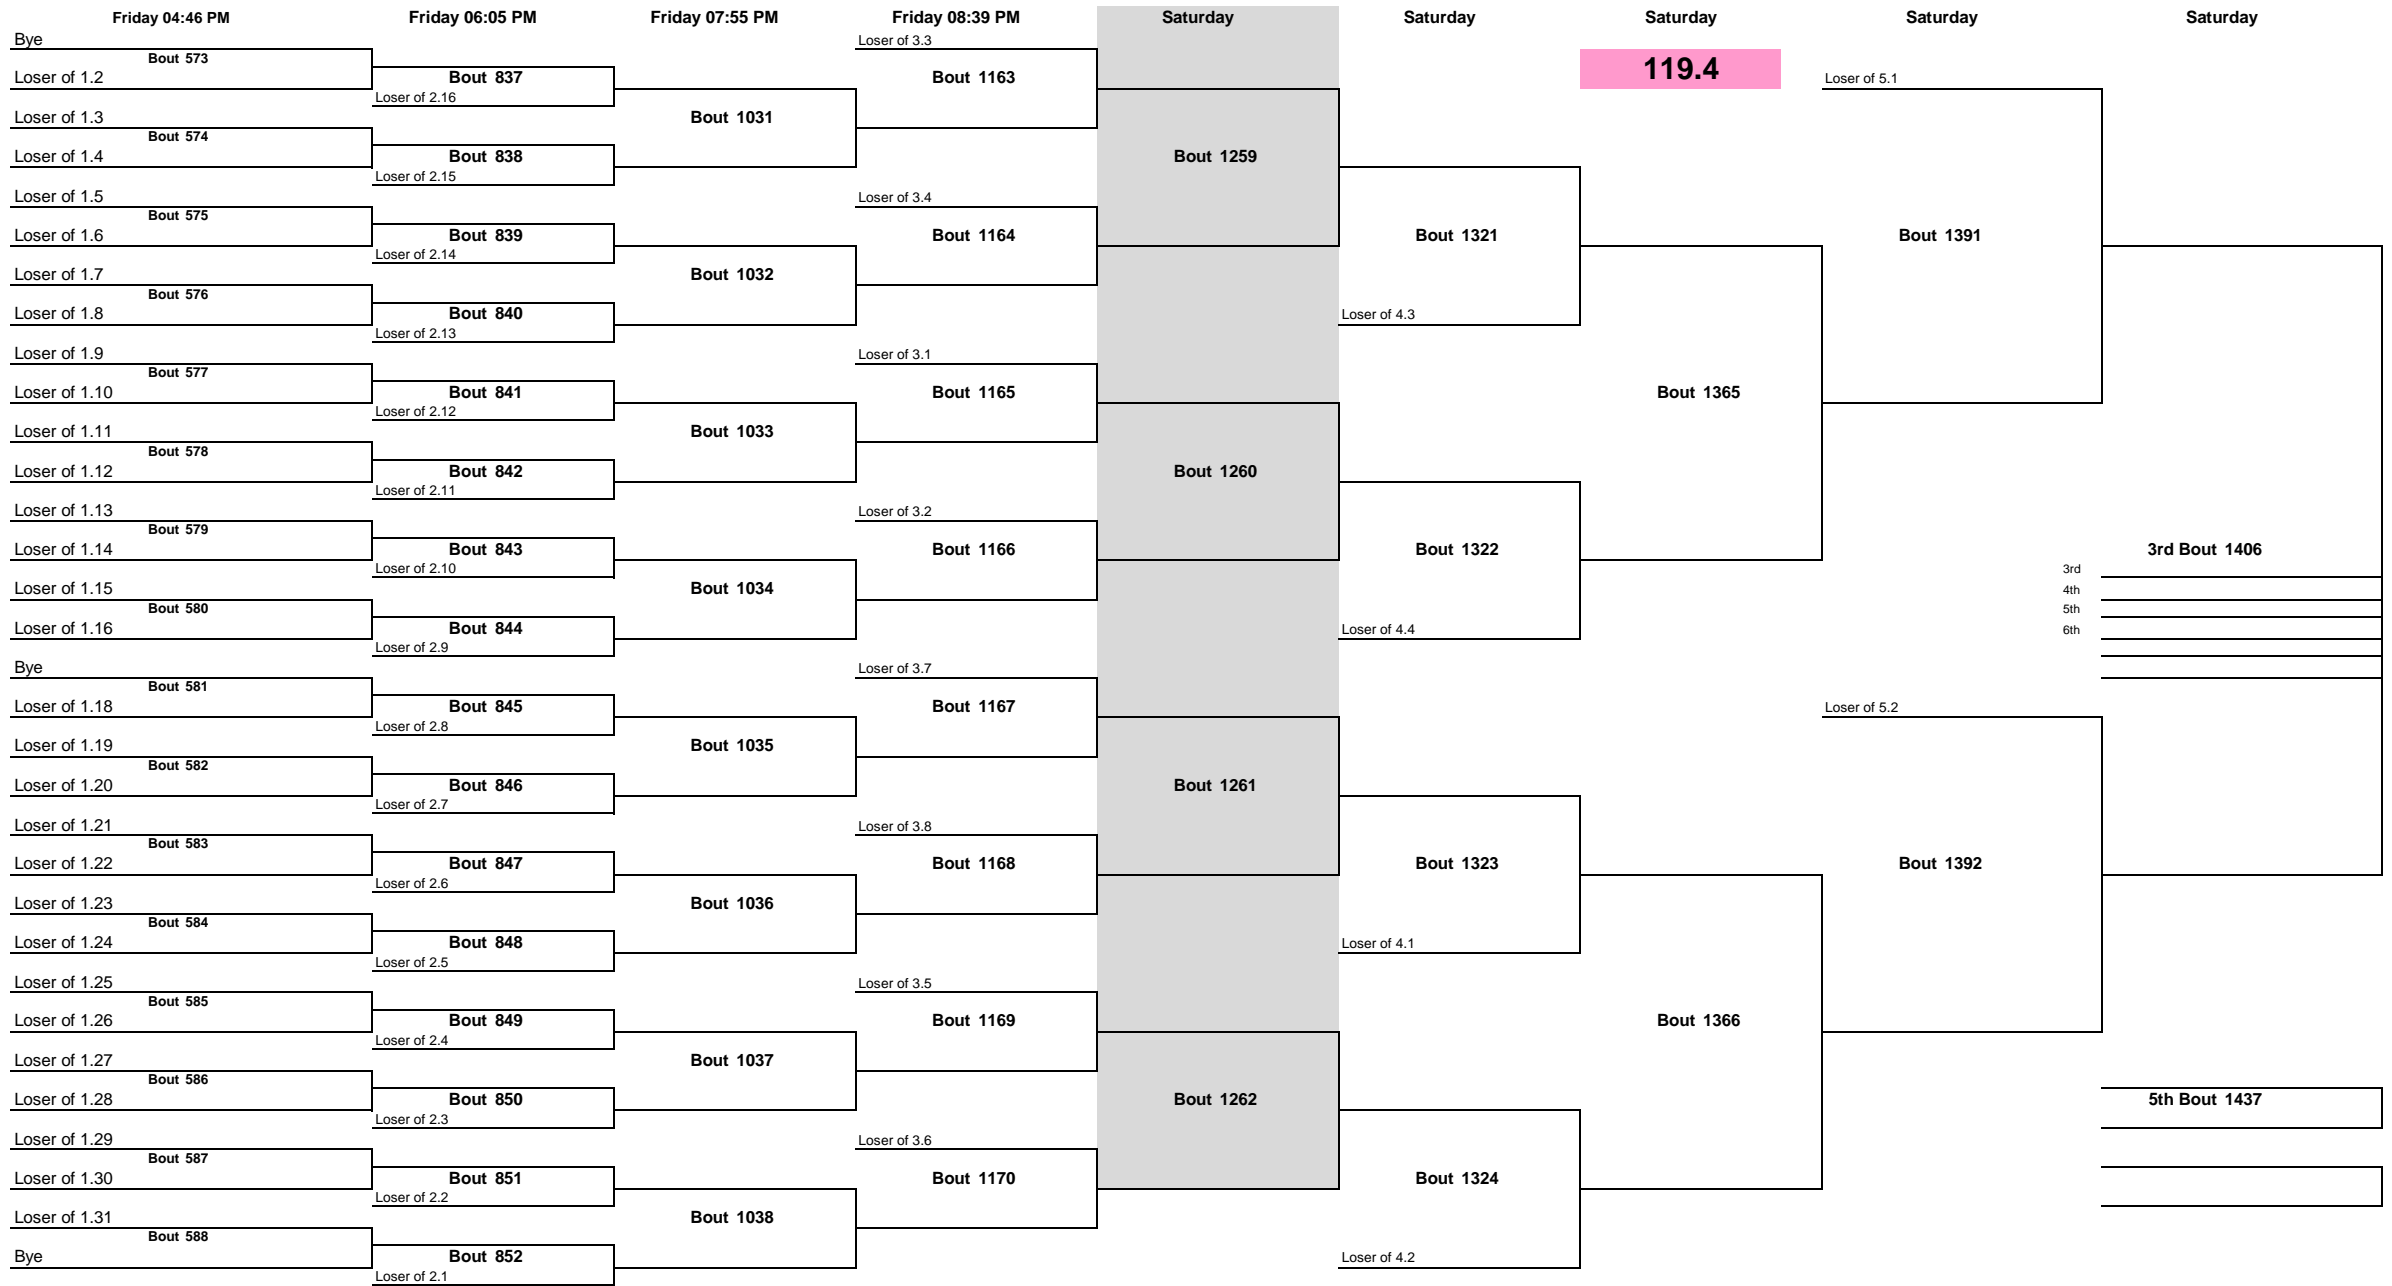 Friday 04:46 PM
Friday 06:05 PM
Friday 07:55 PM
Friday 08:39 PM
Saturday
Saturday
Saturday
Saturday
Saturday
119.4
Bye
Bout 573
Loser of 1.2
Loser of 1.3
Bout 574
Loser of 1.4
Loser of 1.5
Bout 575
Loser of 1.6
Loser of 1.7
Bout 576
Loser of 1.8
Loser of 1.9
Bout 577
Loser of 1.10
Loser of 1.11
Bout 578
Loser of 1.12
Loser of 1.13
Bout 579
Loser of 1.14
Loser of 1.15
Bout 580
Loser of 1.16
Bye
Bout 581
Loser of 1.18
Loser of 1.19
Bout 582
Loser of 1.20
Loser of 1.21
Bout 583
Loser of 1.22
Loser of 1.23
Bout 584
Loser of 1.24
Loser of 1.25
Bout 585
Loser of 1.26
Loser of 1.27
Bout 586
Loser of 1.28
Loser of 1.29
Bout 587
Loser of 1.30
Loser of 1.31
Bout 588
Bye
Bout 837
Loser of 2.16
Bout 838
Loser of 2.15
Bout 839
Loser of 2.14
Bout 840
Loser of 2.13
Bout 841
Loser of 2.12
Bout 842
Loser of 2.11
Bout 843
Loser of 2.10
Bout 844
Loser of 2.9
Bout 845
Loser of 2.8
Bout 846
Loser of 2.7
Bout 847
Loser of 2.6
Bout 848
Loser of 2.5
Bout 849
Loser of 2.4
Bout 850
Loser of 2.3
Bout 851
Loser of 2.2
Bout 852
Loser of 2.1
Bout 1031
Bout 1032
Bout 1033
Bout 1034
Bout 1035
Bout 1036
Bout 1037
Bout 1038
Loser of 3.3
Bout 1163
Loser of 3.4
Bout 1164
Loser of 3.1
Bout 1165
Loser of 3.2
Bout 1166
Loser of 3.7
Bout 1167
Loser of 3.8
Bout 1168
Loser of 3.5
Bout 1169
Loser of 3.6
Bout 1170
Bout 1259
Bout 1260
Bout 1261
Bout 1262
Bout 1321
Loser of 4.3
Bout 1322
Loser of 4.4
Bout 1323
Loser of 4.1
Bout 1324
Loser of 4.2
Bout 1365
Bout 1366
Loser of 5.1
Bout 1391
Loser of 5.2
Bout 1392
3rd Bout 1406
3rd
4th
5th
6th
5th Bout 1437